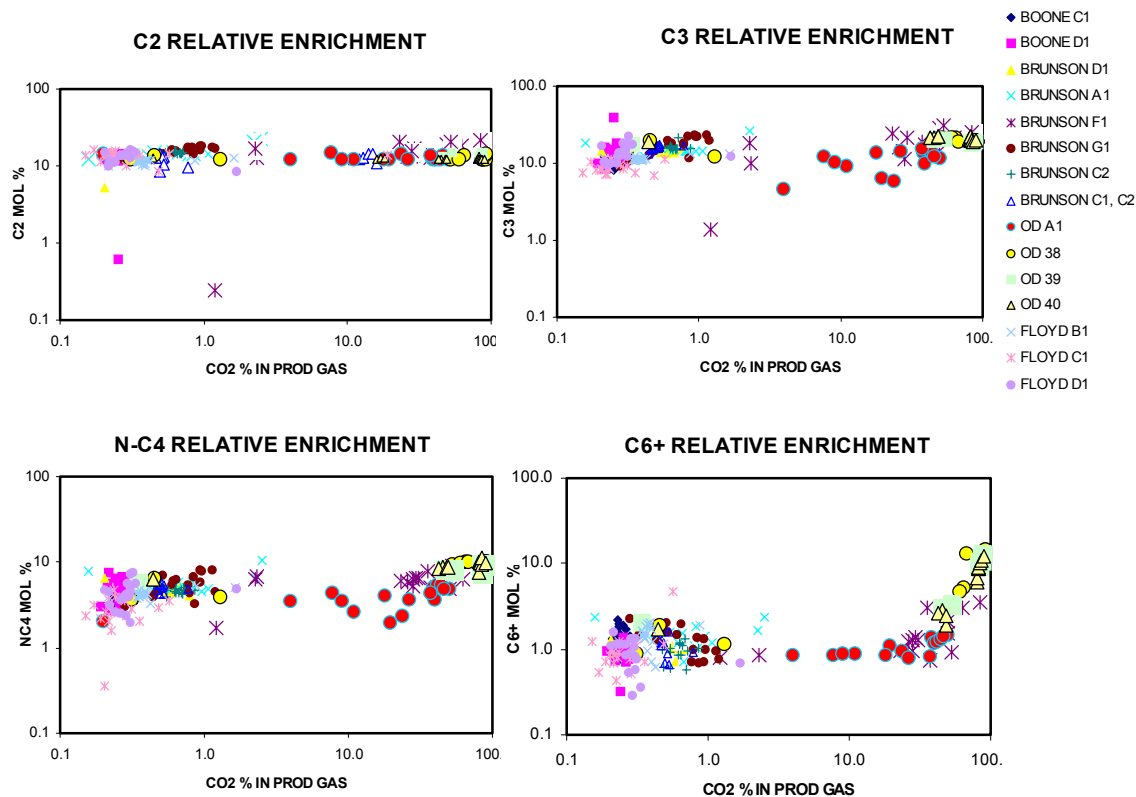 C2 RELATIVE ENRICHMENT
100
10
1
0.1
C2 MOL %
0.1
1.0
10.0
100.
CO2 % IN PROD GAS
C3 RELATIVE ENRICHMENT
100.0
10.0
1.0
0.1
C3 MOL %
0.1
1.0
10.0
100.
CO2 % IN PROD GAS
BOONE C1
BOONE D1
BRUNSON D1
BRUNSON A1
BRUNSON F1
BRUNSON G1
BRUNSON C2
BRUNSON C1, C2
OD A1
OD 38
OD 39
OD 40
FLOYD B1
FLOYD C1
FLOYD D1
N-C4 RELATIVE ENRICHMENT
100
10
1
0.1
NC4 MOL %
0.1
1.0
10.0
100.
CO2 % IN PROD GAS
C6+ RELATIVE ENRICHMENT
100.0
10.0
1.0
0.1
C6+ MOL %
0.1
1.0
10.0
100.
CO2 % IN PROD GAS